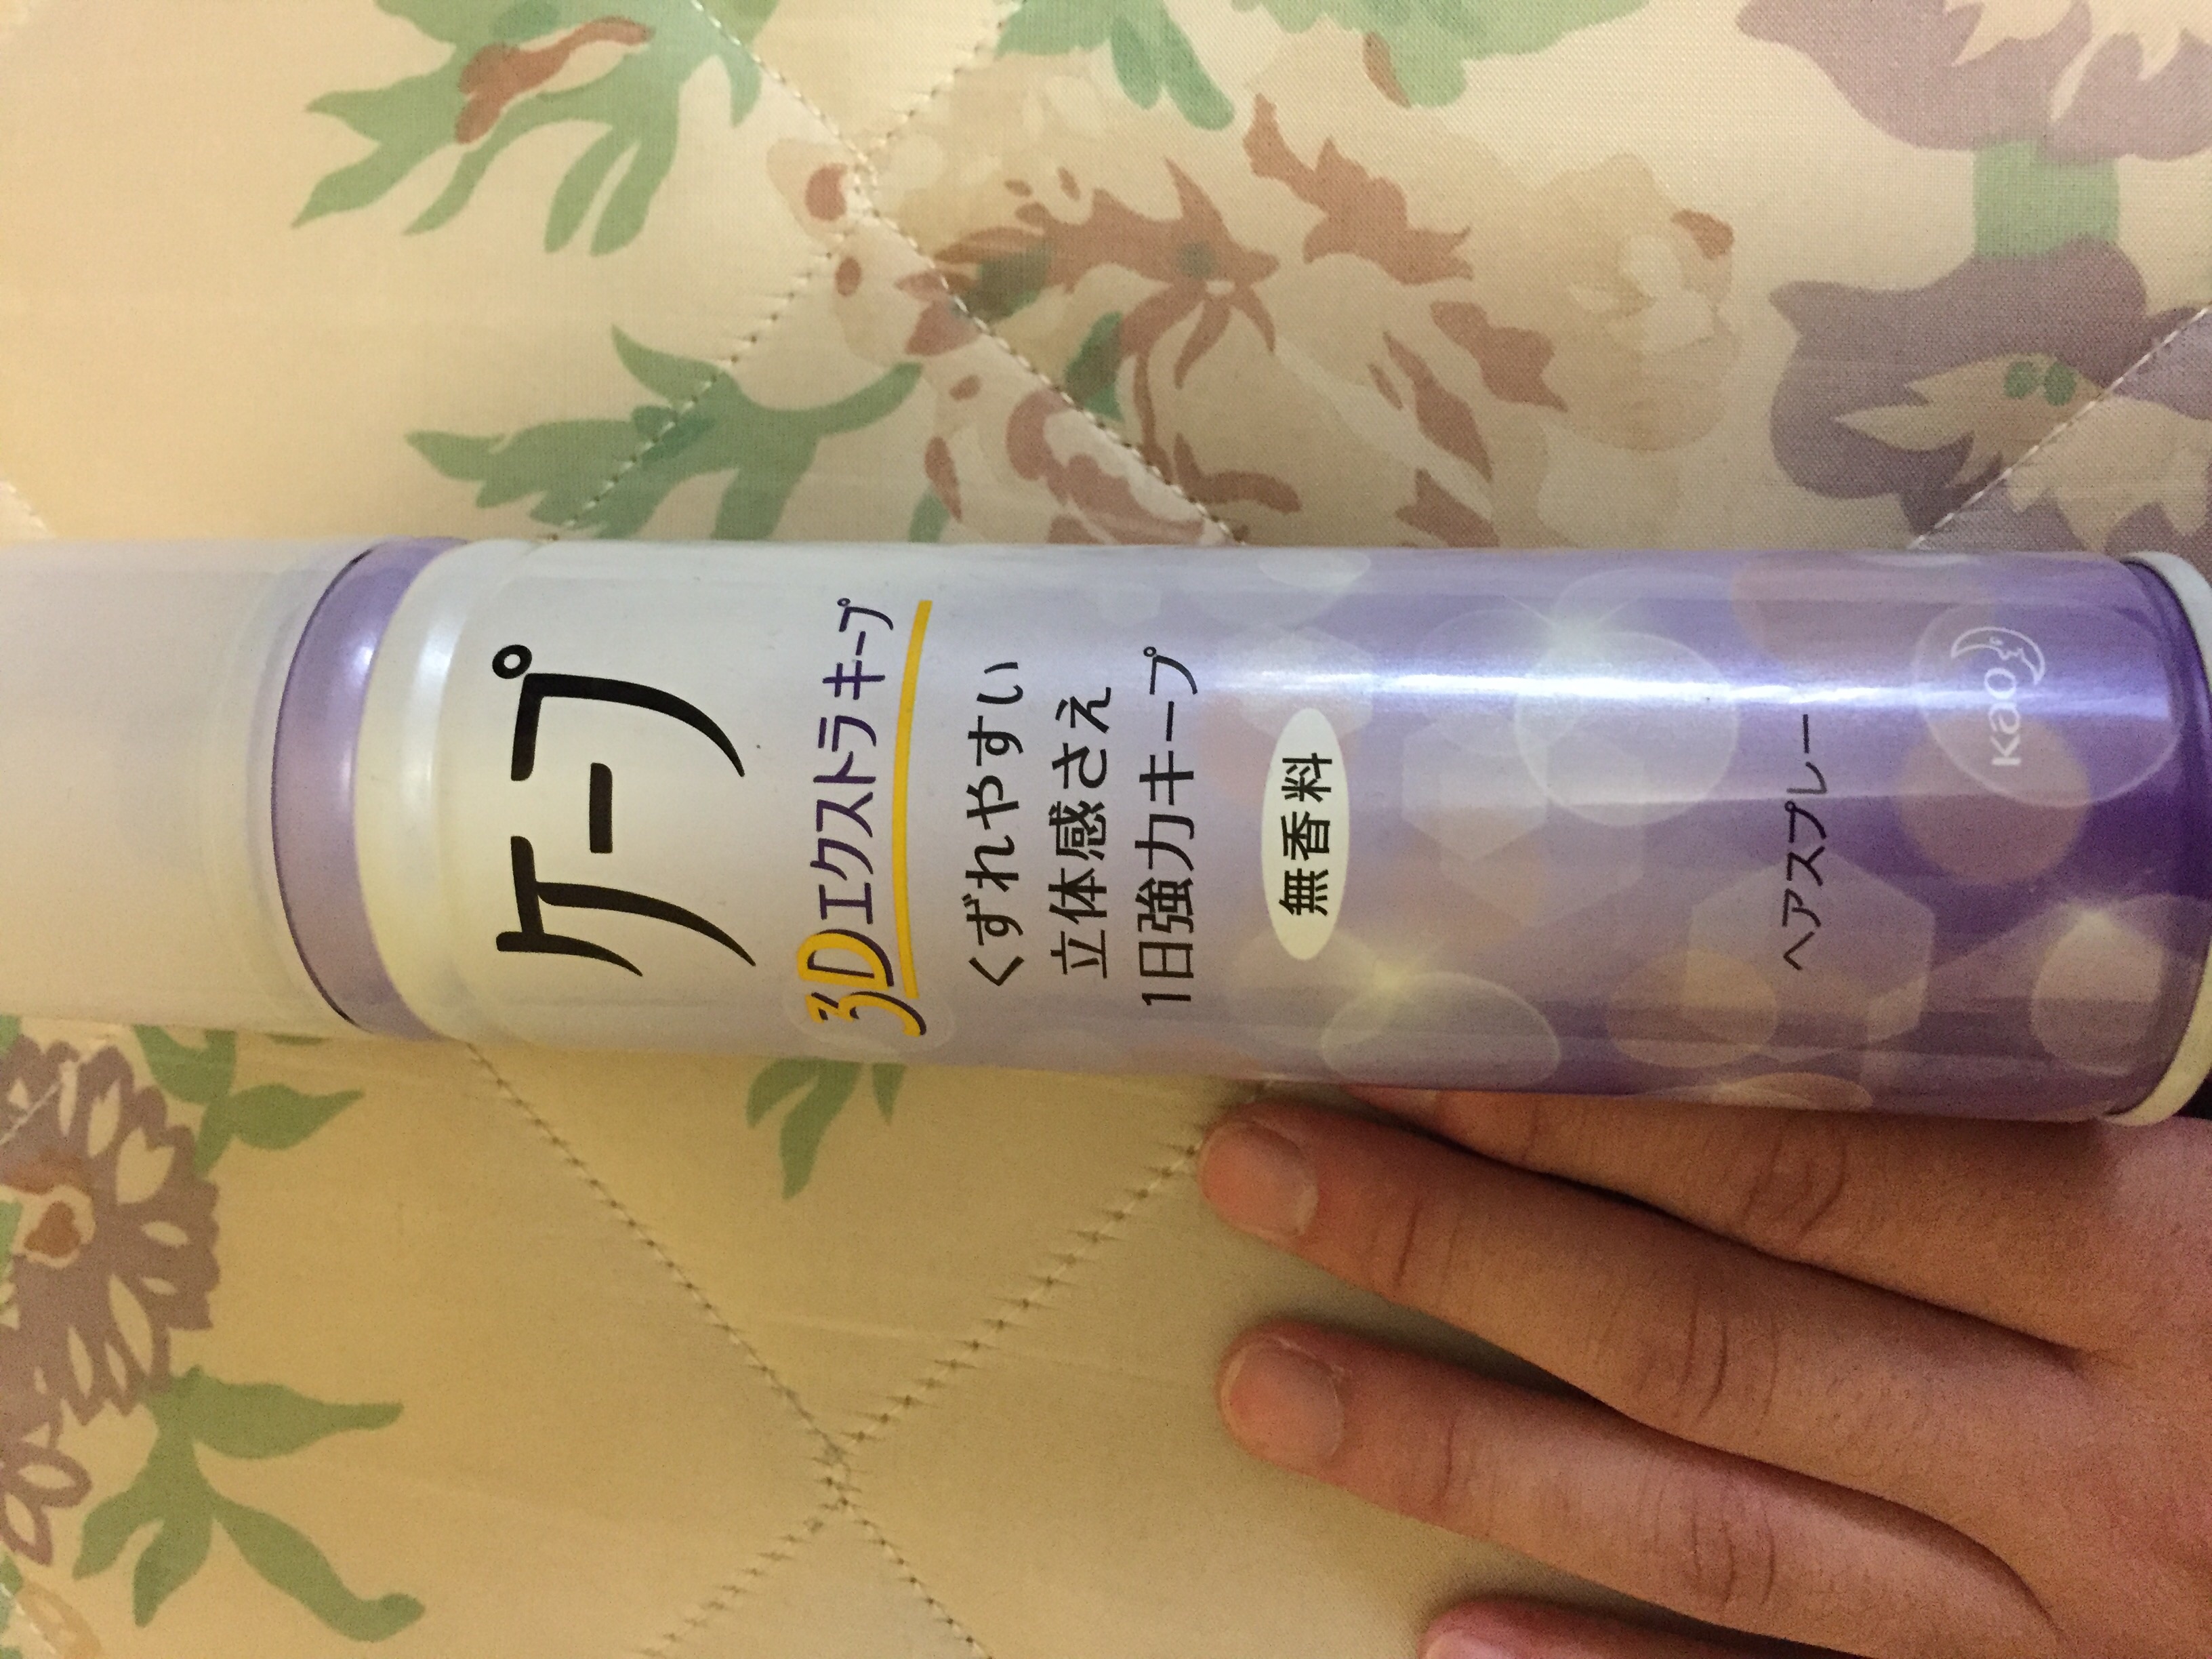 ケープ
3Dエクストラキープ
くずれやすい
立体感さえ
1日強力キープ
無香料
ヘアスプレー
Kao